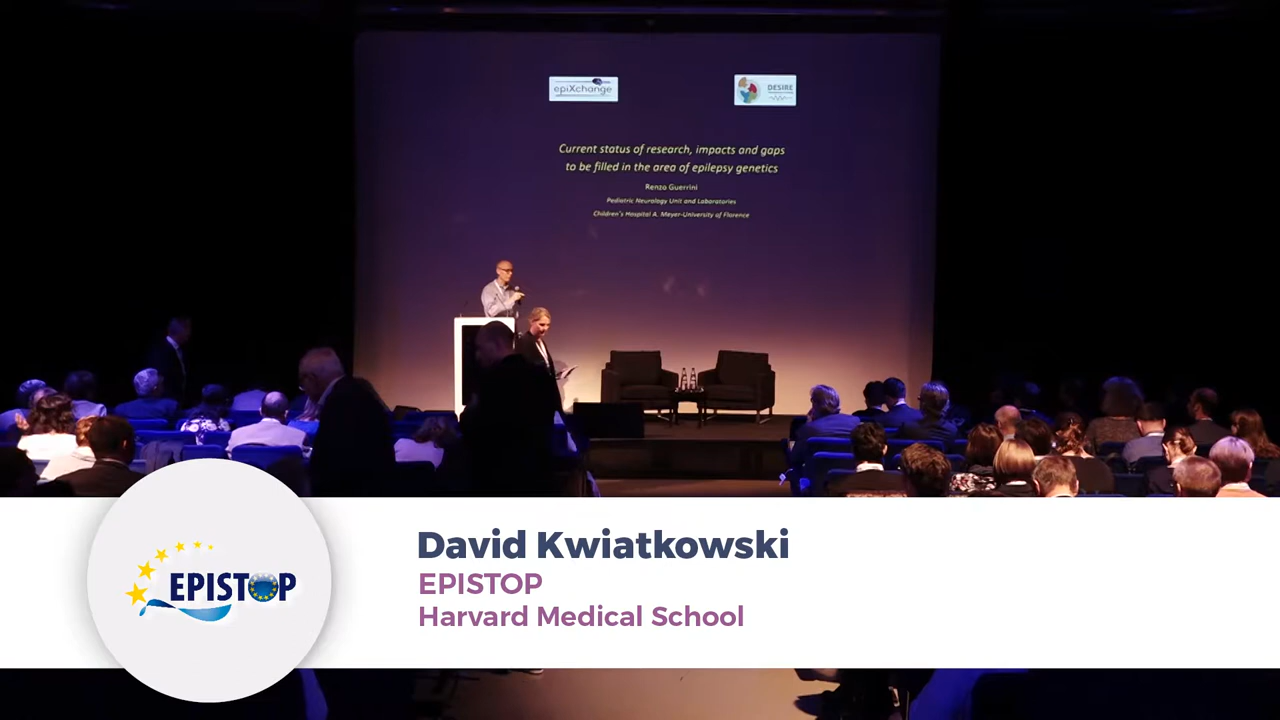 epiXchange
DESIRE
Current status of research, impacts and gaps
to be filled in the area of epilepsy genetics
Renzo Guerrini
Pediatric Neurology Unit and Laboratories
Children's Hospital A. Meyer-University of Florence
David Kwiatkowski
EPISTOP
EPISTOP
Harvard Medical School